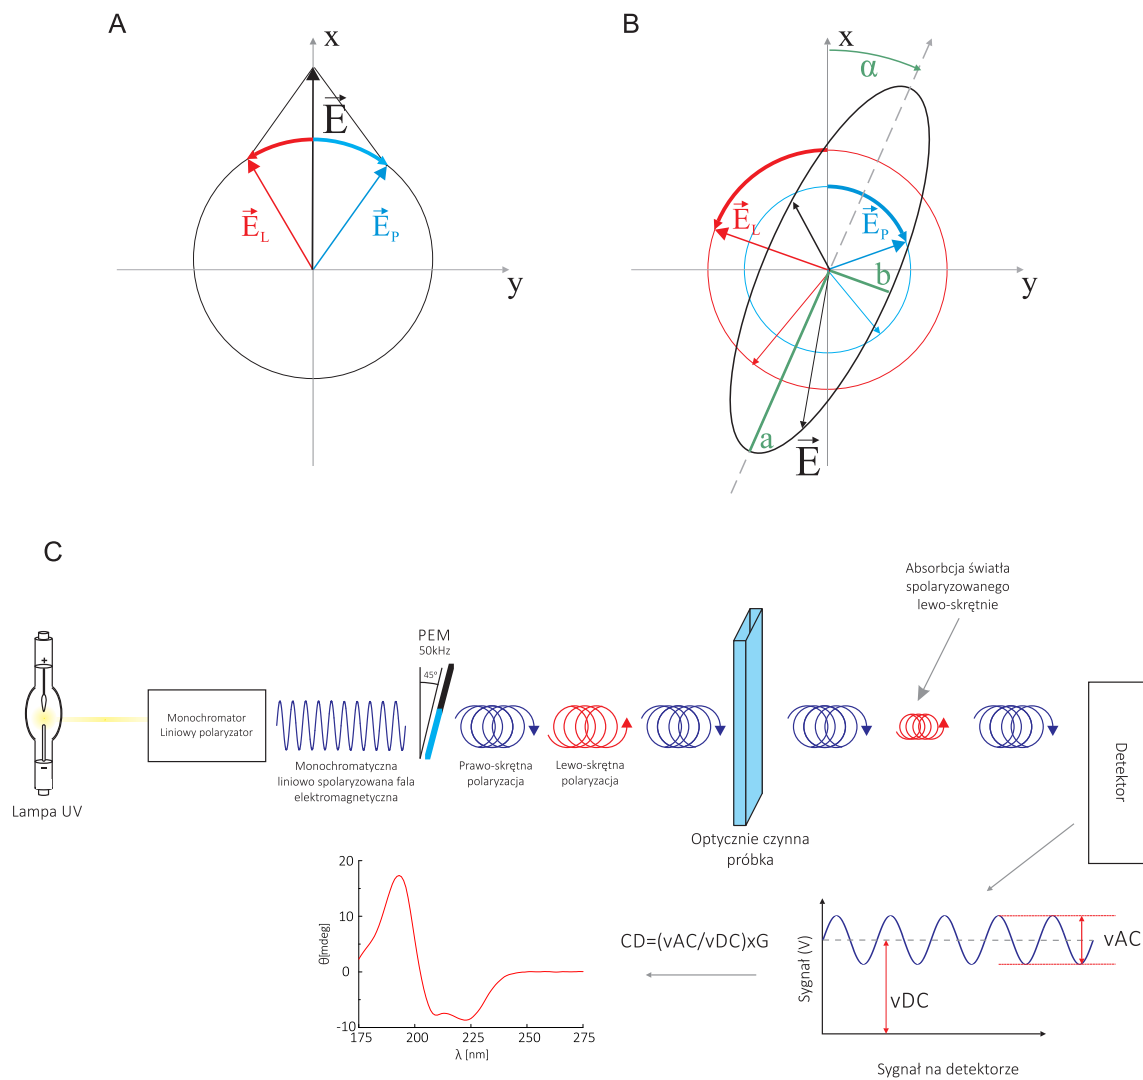 A
x
E
E_L
E_P
y
B
x
α
E_L
E_P
b
y
a
E
C
Absorbcja światła
spolaryzowanego
lewo-skrętnie
PEM
50kHz
45°
+
-
Monochromator
Liniowy polaryzator
Monochromatyczna
liniowo spolaryzowana fala
elektromagnetyczna
Prawo-skrętna
polaryzacja
Lewo-skrętna
polaryzacja
Detektor
Lampa UV
Optycznie czynna
próbka
20
10
0
-10
θ[mdeg]
175
200
225
250
275
λ [nm]
CD=(vAC/vDC)xG
Sygnał (V)
vAC
vDC
Sygnał na detektorze